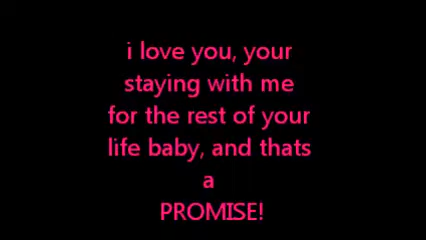 i love you, your
staying with me
for the rest of your
life baby, and thats
a
PROMISE!